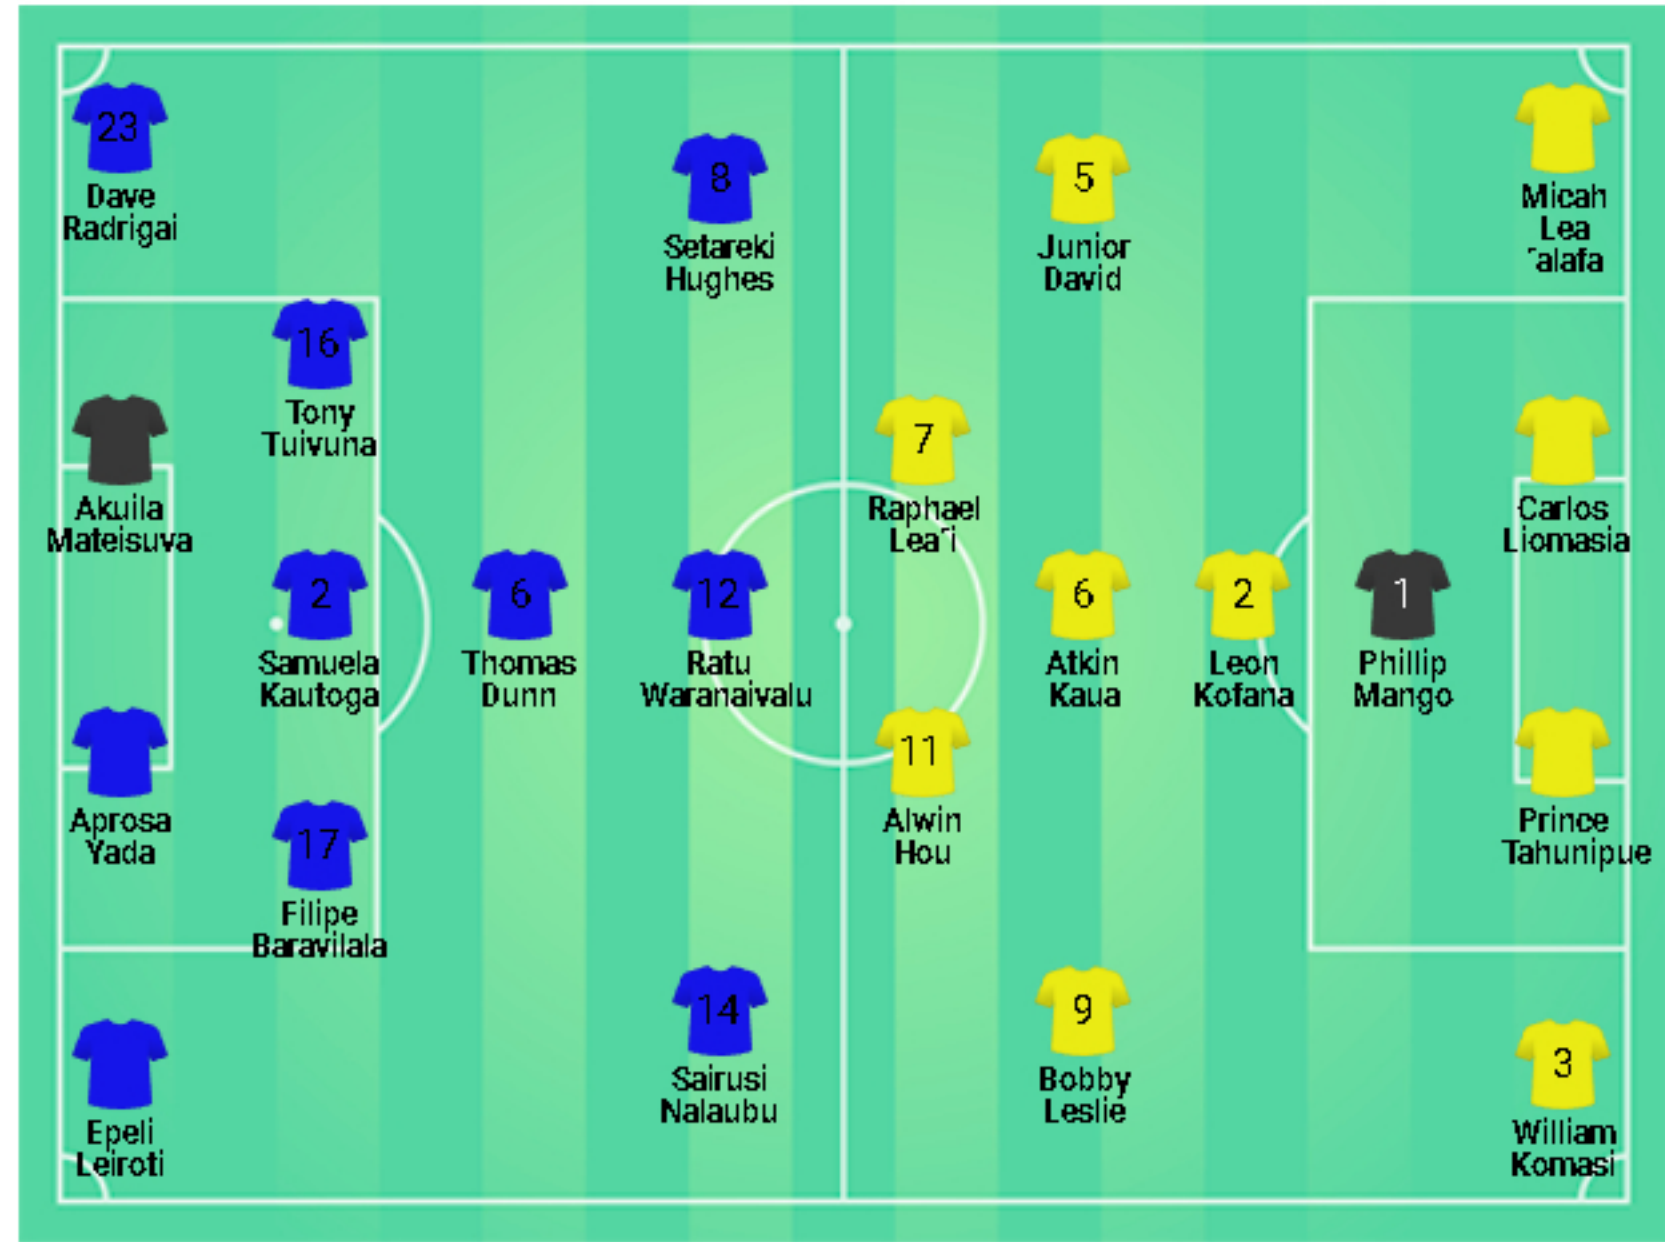 23
Dave
Radrigai
8
Setareki
Hughes
5
Junior
David
Micah
Lea
'alafa
16
Tony
Tuivuna
Akuila
Mateisuva
7
Raphael
Lea'i
Carlos
Liomasia
2
Samuela
Kautoga
6
Thomas
Dunn
12
Ratu
Waranaivalu
6
Atkin
Kaua
2
Leon
Kofana
1
Phillip
Mango
Aprosa
Yada
17
Filipe
Baravilala
11
Alwin
Hou
Prince
Tahunipue
Epeli
Leiroti
14
Sairusi
Nalaubu
9
Bobby
Leslie
3
William
Komasi